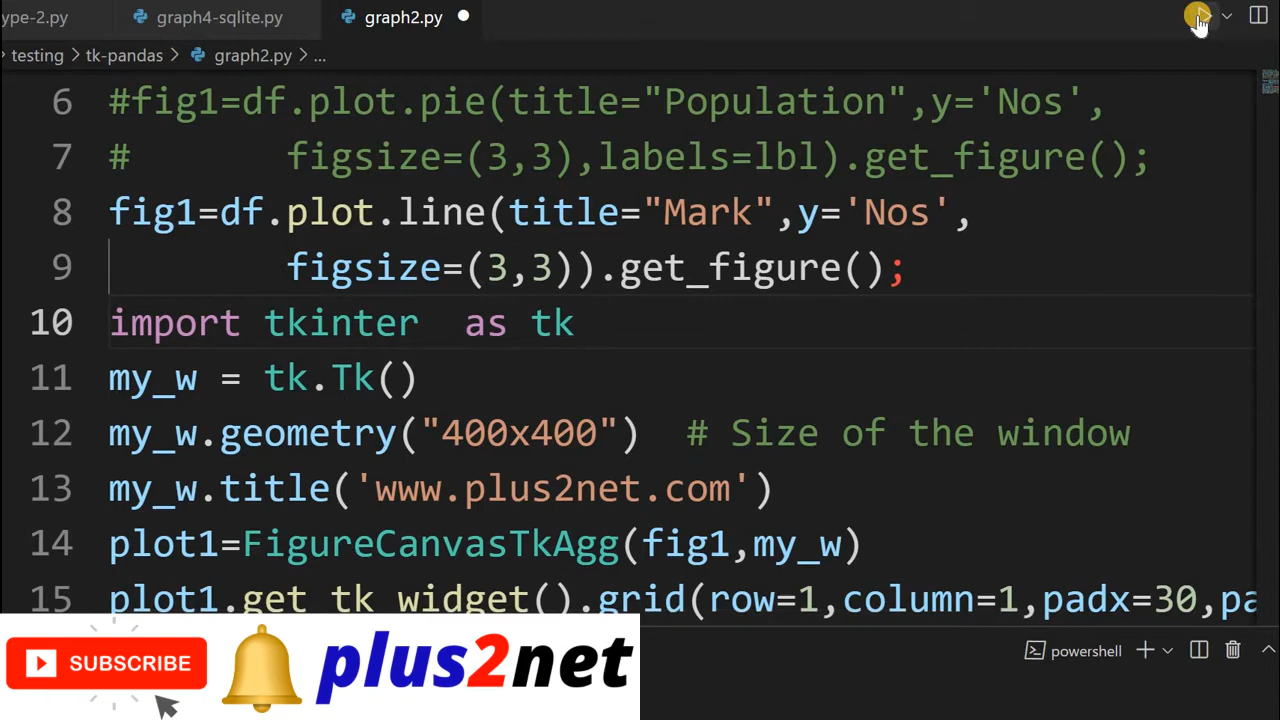 ype-2.py graph4-sqlite.py graph2.py
testing > tk-pandas > graph2.py > ...
6 #fig1=df.plot.pie(title="Population",y='Nos',
7 #       figsize=(3,3),labels=lbl).get_figure();
8 fig1=df.plot.line(title="Mark",y='Nos',
9         figsize=(3,3)).get_figure();
10 import tkinter  as tk
11 my_w = tk.Tk()
12 my_w.geometry("400x400")  # Size of the window
13 my_w.title('www.plus2net.com')
14 plot1=FigureCanvasTkAgg(fig1,my_w)
15 plot1.get_tk_widget().grid(row=1,column=1,padx=30,pa
SUBSCRIBE plus2net
powershell